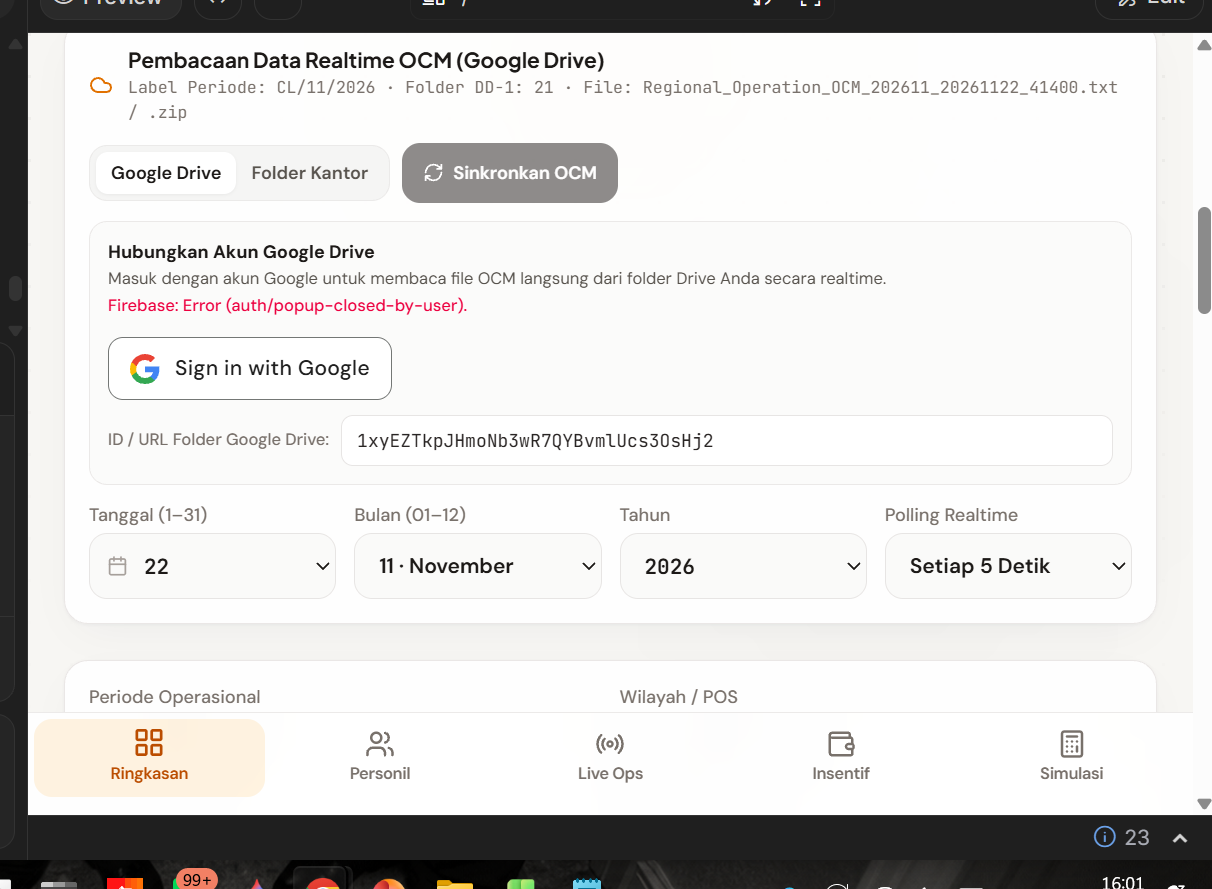 Preview
Edit
Pembacaan Data Realtime OCM (Google Drive)
Label Periode: CL/11/2026 · Folder DD-1: 21 · File: Regional_Operation_OCM_202611_20261122_41400.txt
/ .zip
Google Drive
Folder Kantor
Sinkronkan OCM
Hubungkan Akun Google Drive
Masuk dengan akun Google untuk membaca file OCM langsung dari folder Drive Anda secara realtime.
Firebase: Error (auth/popup-closed-by-user).
Sign in with Google
ID / URL Folder Google Drive:
1xyEZTkpJHmoNb3wR7QYBvmlUcs3OsHj2
Tanggal (1–31)
Bulan (01–12)
Tahun
Polling Realtime
22
11 · November
2026
Setiap 5 Detik
Periode Operasional
Wilayah / POS
Ringkasan
Personil
Live Ops
Insentif
Simulasi
23
99+
16:01